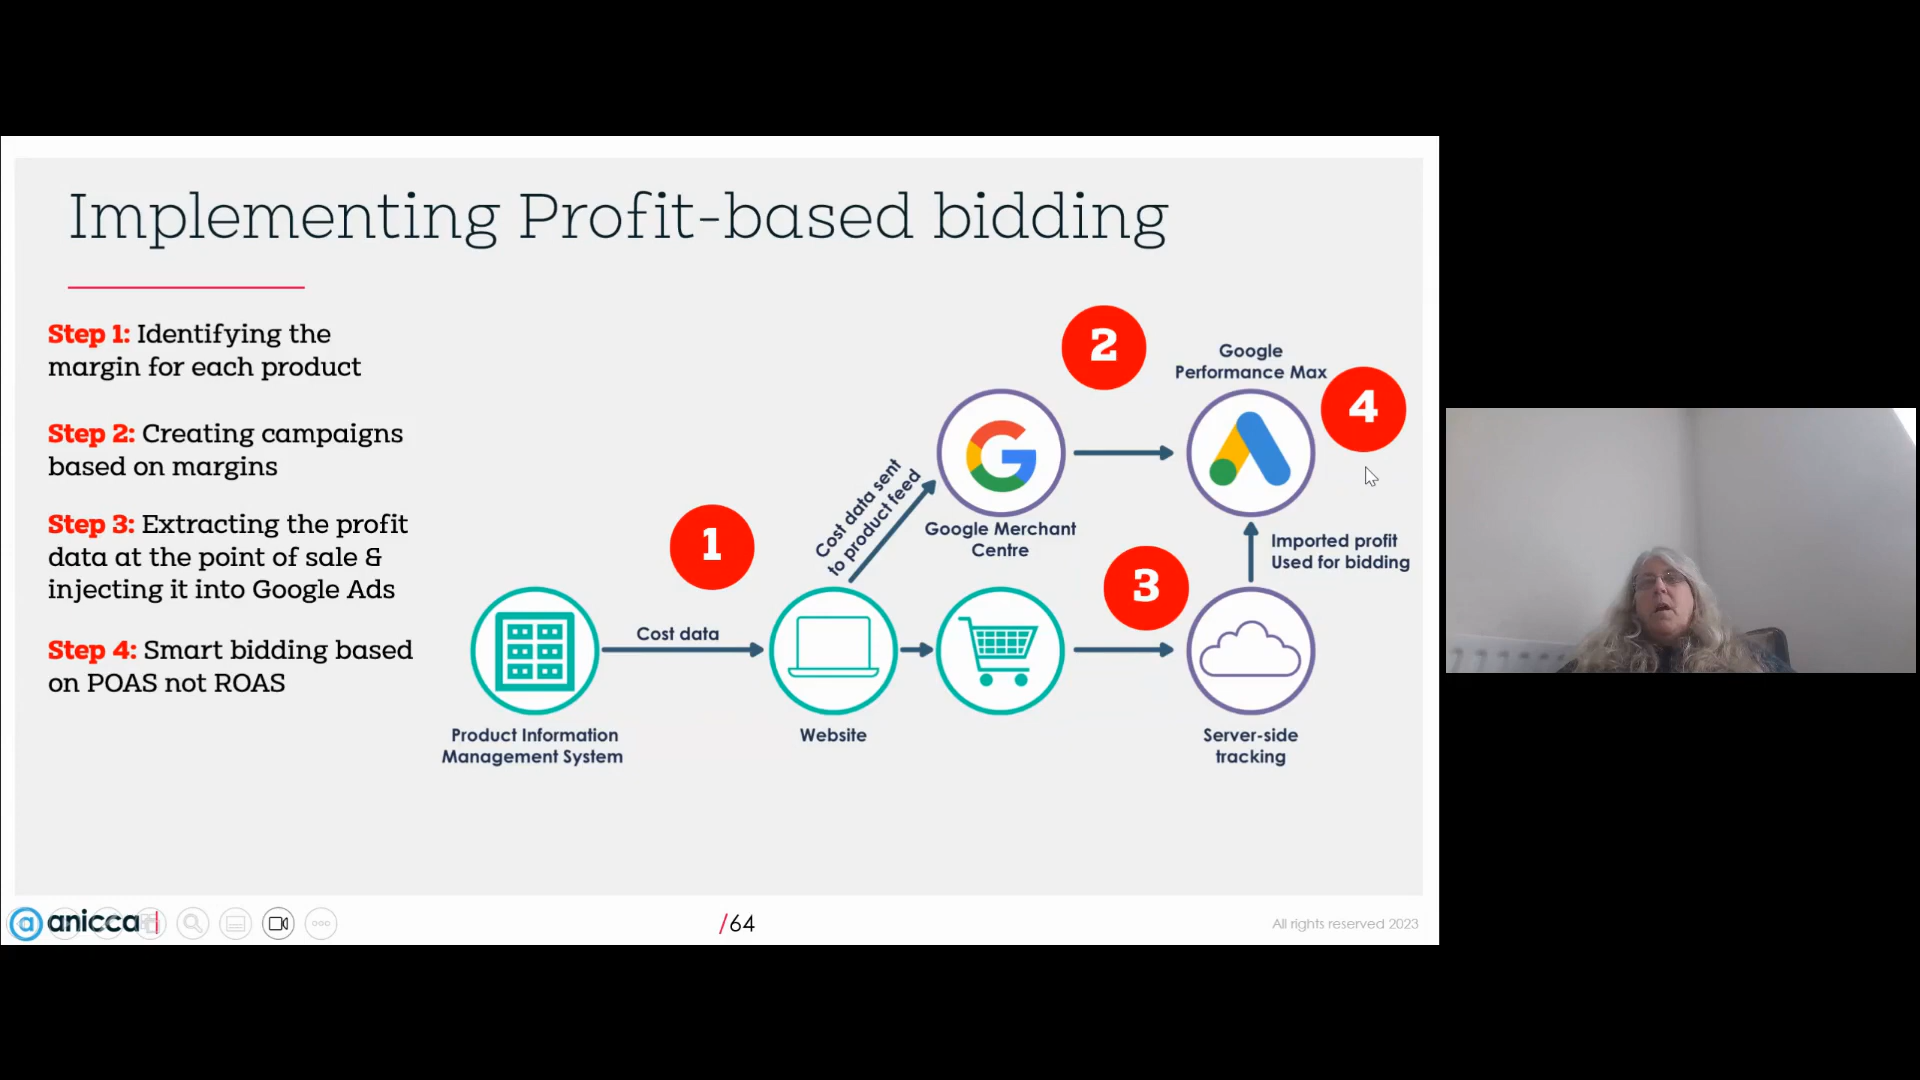 Implementing Profit-based bidding
Step 1: Identifying the
margin for each product
Step 2: Creating campaigns
based on margins
Step 3: Extracting the profit
data at the point of sale &
injecting it into Google Ads
Step 4: Smart bidding based
on POAS not ROAS
1
2
3
4
Google
Performance Max
Cost data sent
to product feed
Google Merchant
Centre
Imported profit
Used for bidding
Cost data
Product Information
Management System
Website
Server-side
tracking
anicca
/64
All rights reserved 2023